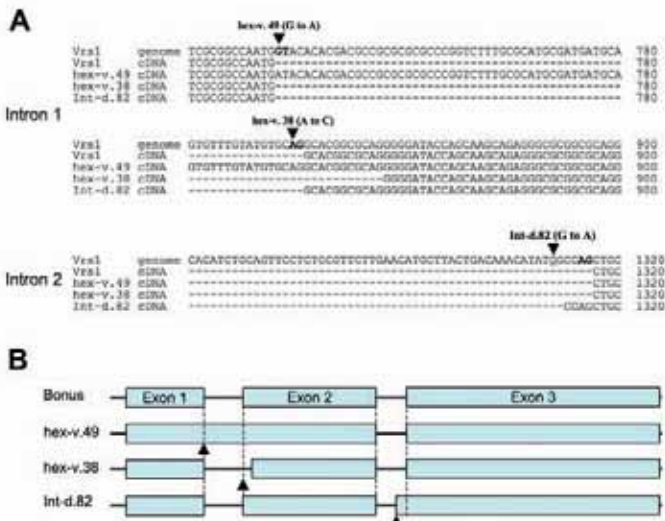 A
hex-v. 49 (G to A)
Vrs1 genome TCGCGGCCAATGGTACACACGACGCCGCGCGCGCCCGGTCTTTGCGCATGCGATGATGCA 780
Vrs1 cDNA TCGCGGCCAATG------------------------------------------------ 780
hex-v.49 cDNA TCGCGGCCAATGATACACACGACGCCGCGCGCGCCCGGTCTTTGCGCATGCGATGATGCA 780
hex-v.38 cDNA TCGCGGCCAATG------------------------------------------------ 780
Int-d.82 cDNA TCGCGGCCAATG------------------------------------------------ 780
Intron 1
hex-v. 38 (A to C)
Vrs1 genome GTGTTTGTATGTGCAGGCACGGCGCAGGGGGATACCAGCAAGCAGAGGGCGCGGCGCAGG 900
Vrs1 cDNA ----------------GCACGGCGCAGGGGGATACCAGCAAGCAGAGGGCGCGGCGCAGG 900
hex-v.49 cDNA GTGTTTGTATGTGCAGGCACGGCGCAGGGGGATACCAGCAAGCAGAGGGCGCGGCGCAGG 900
hex-v.38 cDNA ---------------------------GGGGATACCAGCAAGCAGAGGGCGCGGCGCAGG 900
Int-d.82 cDNA ----------------GCACGGCGCAGGGGGATACCAGCAAGCAGAGGGCGCGGCGCAGG 900
Int-d.82 (G to A)
Vrs1 genome CACATCTGCAGTTCCTCTCCGTTCTTGAACATGCTTACTGACAAACATATGGCCAGCTGC 1320
Vrs1 cDNA --------------------------------------------------------CTGC 1320
hex-v.49 cDNA --------------------------------------------------------CTGC 1320
hex-v.38 cDNA --------------------------------------------------------CTGC 1320
Int-d.82 cDNA ----------------------------------------------------CCAGCTGC 1320
Intron 2
B
Bonus Exon 1 Exon 2 Exon 3
hex-v.49
hex-v.38
Int-d.82